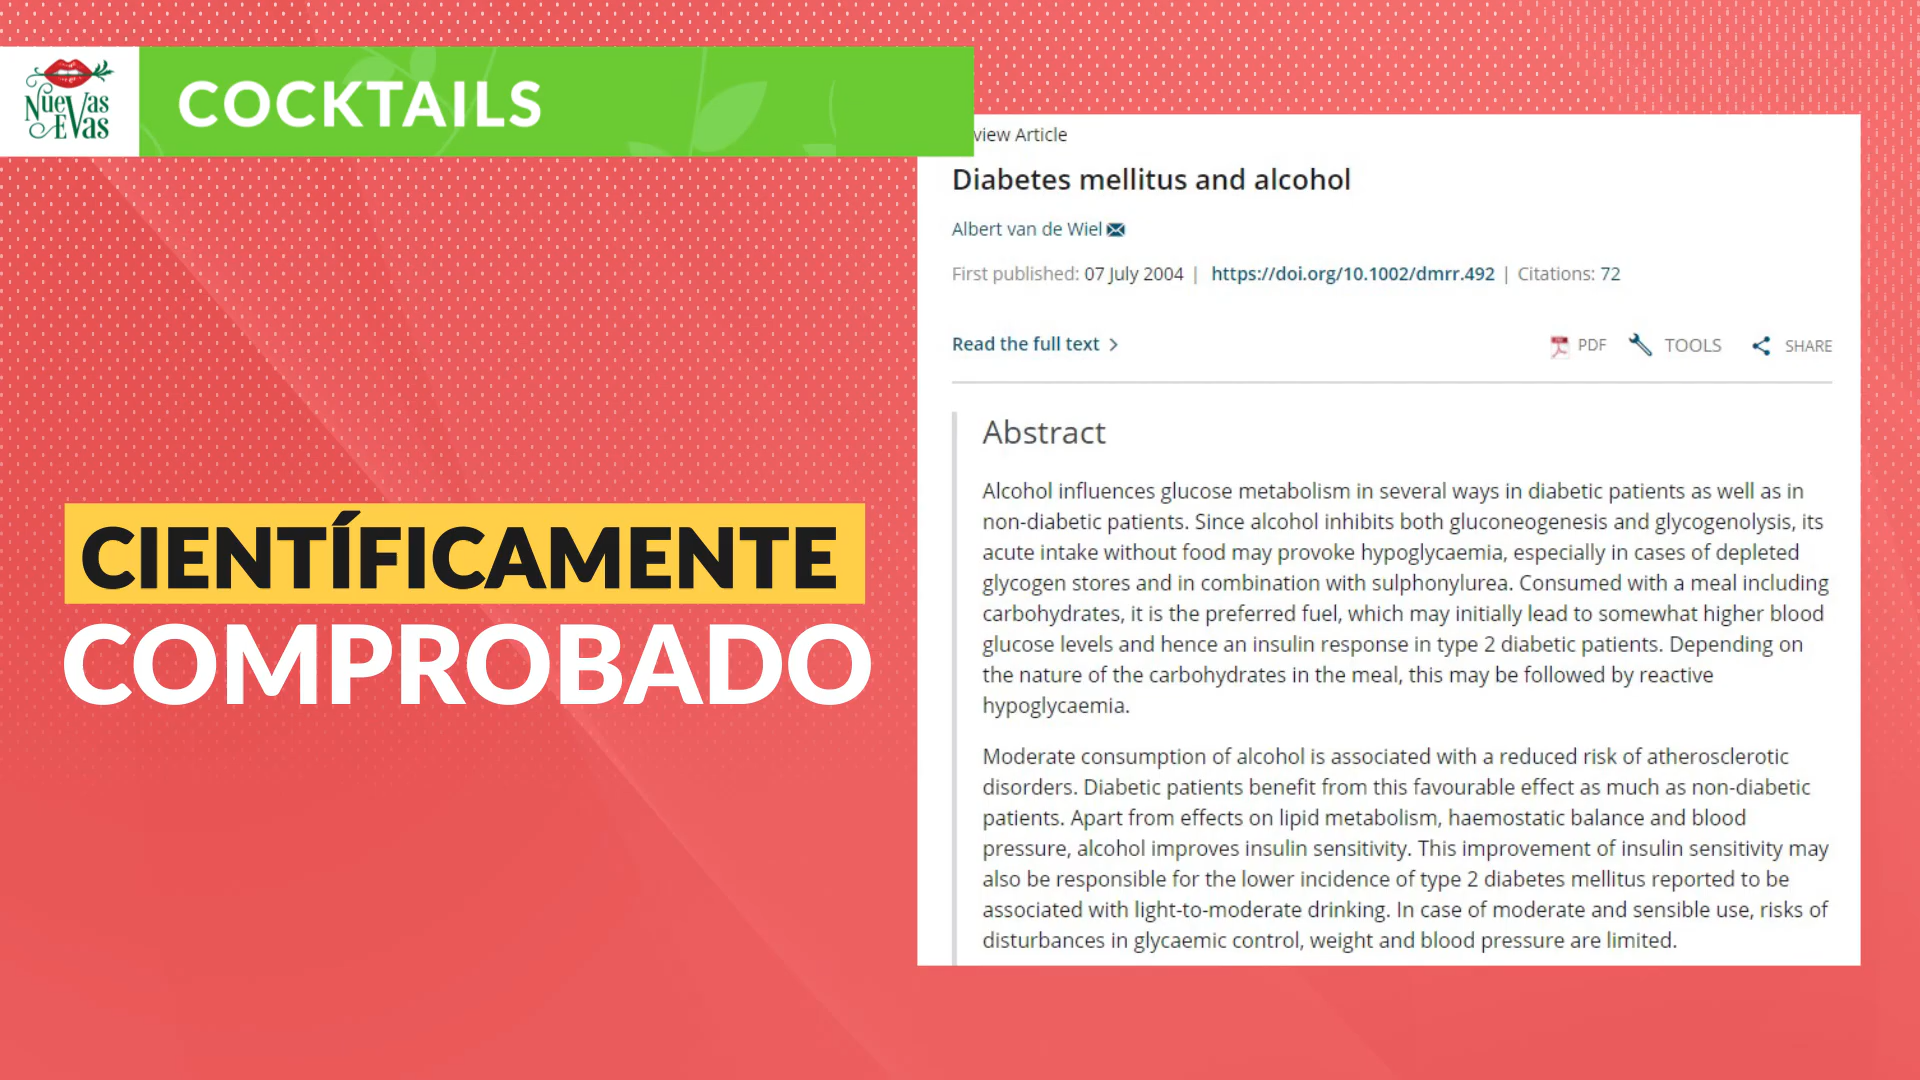 NUEVAS
EVAS
COCKTAILS
CIENTÍFICAMENTE
COMPROBADO
view Article
Diabetes mellitus and alcohol
Albert van de Wiel
First published: 07 July 2004 | https://doi.org/10.1002/dmrr.492 | Citations: 72
Read the full text >
PDF TOOLS SHARE
Abstract
Alcohol influences glucose metabolism in several ways in diabetic patients as well as in
non-diabetic patients. Since alcohol inhibits both gluconeogenesis and glycogenolysis, its
acute intake without food may provoke hypoglycaemia, especially in cases of depleted
glycogen stores and in combination with sulphonylurea. Consumed with a meal including
carbohydrates, it is the preferred fuel, which may initially lead to somewhat higher blood
glucose levels and hence an insulin response in type 2 diabetic patients. Depending on
the nature of the carbohydrates in the meal, this may be followed by reactive
hypoglycaemia.
Moderate consumption of alcohol is associated with a reduced risk of atherosclerotic
disorders. Diabetic patients benefit from this favourable effect as much as non-diabetic
patients. Apart from effects on lipid metabolism, haemostatic balance and blood
pressure, alcohol improves insulin sensitivity. This improvement of insulin sensitivity may
also be responsible for the lower incidence of type 2 diabetes mellitus reported to be
associated with light-to-moderate drinking. In case of moderate and sensible use, risks of
disturbances in glycaemic control, weight and blood pressure are limited.